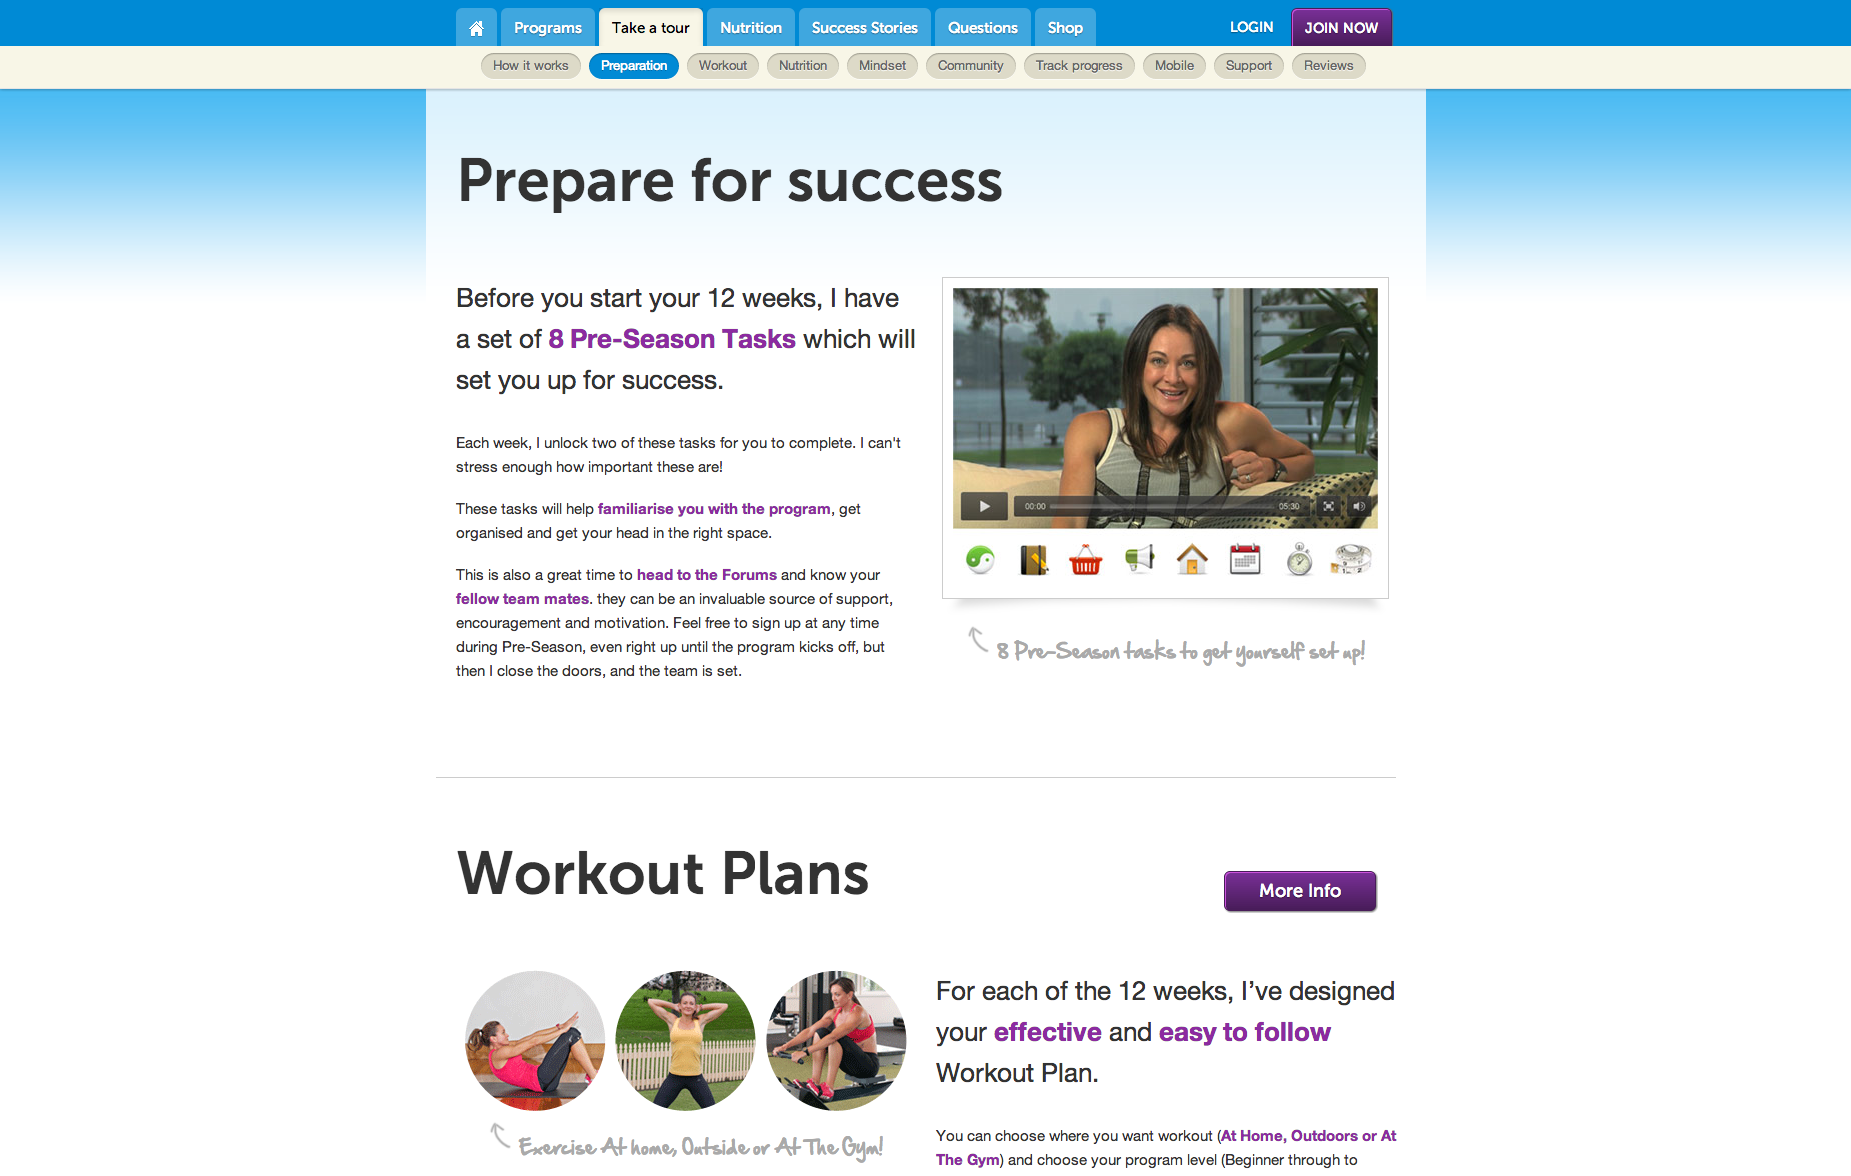 Programs
Take a tour
Nutrition
Success Stories
Questions
Shop
LOGIN
JOIN NOW
How it works
Preparation
Workout
Nutrition
Mindset
Community
Track progress
Mobile
Support
Reviews
Prepare for success
Before you start your 12 weeks, I have
a set of 8 Pre-Season Tasks which will
set you up for success.
Each week, I unlock two of these tasks for you to complete. I can't
stress enough how important these are!
These tasks will help familiarise you with the program, get
organised and get your head in the right space.
This is also a great time to head to the Forums and know your
fellow team mates. they can be an invaluable source of support,
encouragement and motivation. Feel free to sign up at any time
during Pre-Season, even right up until the program kicks off, but
then I close the doors, and the team is set.
00:00
05:30
8 Pre-Season tasks to get yourself set up!
Workout Plans
More Info
Exercise At home, Outside or At The Gym!
For each of the 12 weeks, I’ve designed
your effective and easy to follow
Workout Plan.
You can choose where you want workout (At Home, Outdoors or At
The Gym) and choose your program level (Beginner through to